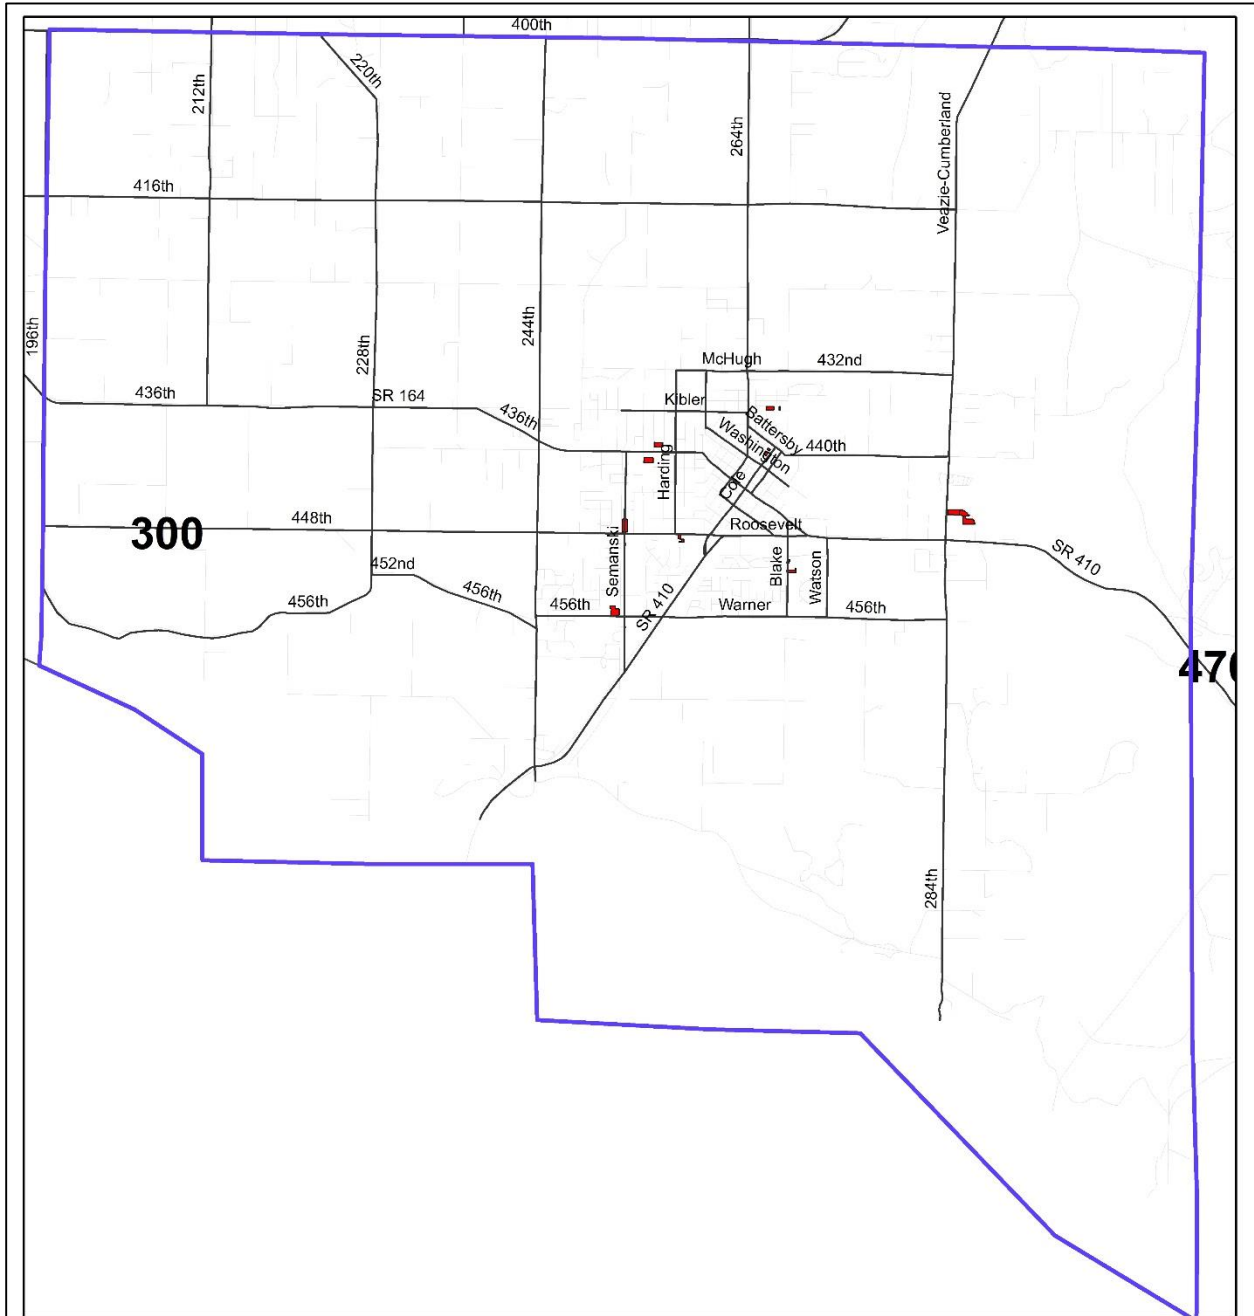 400th
220th
212th
264th
Veazie-Cumberland
416th
196th
244th
228th
McHugh
432nd
436th
SR 164
Kibler
436th
Battersby
Washington
440th
Harding
Cole
448th
300
Roosevelt
Semanski
Blake
Watson
SR 410
452nd
456th
456th
456th
SR 410
Warner
456th
284th